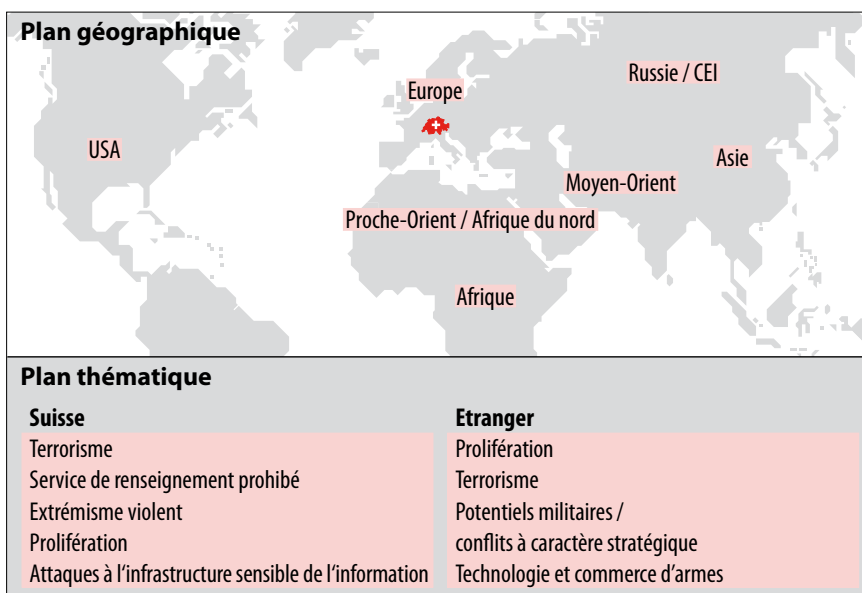 Plan géographique
Russie / CEI
Europe
USA
Asie
Moyen-Orient
Proche-Orient / Afrique du nord
Afrique
Plan thématique
Suisse
Terrorisme
Service de renseignement prohibé
Extrémisme violent
Prolifération
Attaques à l‘infrastructure sensible de l‘information
Etranger
Prolifération
Terrorisme
Potentiels militaires /
conflits à caractère stratégique
Technologie et commerce d’armes